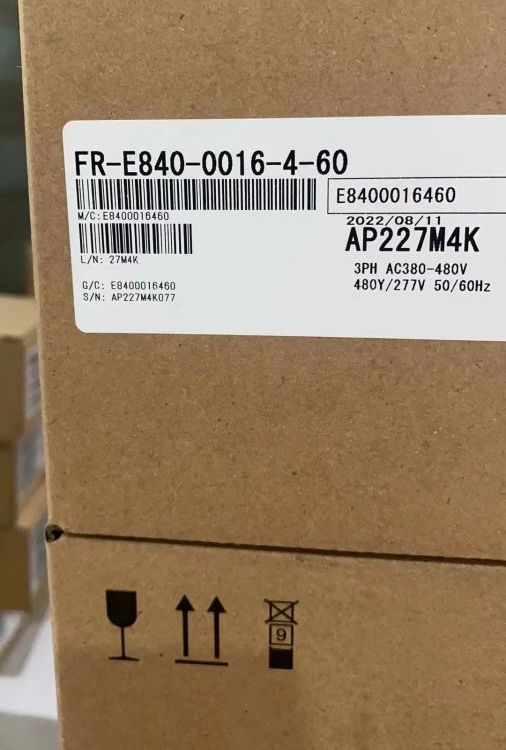 FR-E840-0016-4-60
E8400016460
M/C: E8400016460
2022/08/11
AP227M4K
L/N: 27M4K
3PH AC380-480V
G/C: E8400016460
480Y/277V 50/60Hz
S/N: AP227M4K077
9